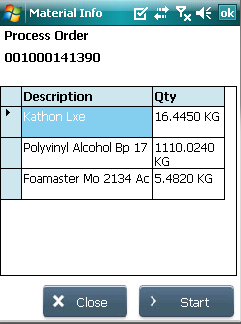 Material Info ok
Process Order
001000141390
Description Qty
Kathon Lxe 16.4450 KG
Polyvinyl Alcohol Bp 17 1110.0240
KG
Foamaster Mo 2134 Ac 5.4820 KG
Close Start